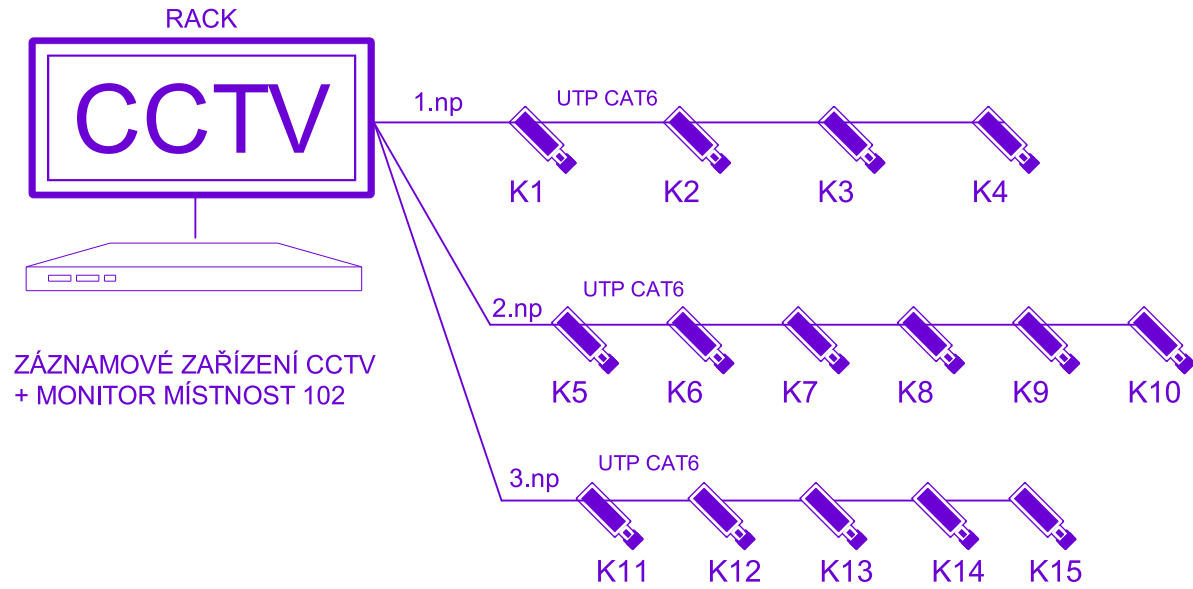 RACK
CCTV
1.np
UTP CAT6
K1 K2 K3 K4
UTP CAT6
2.np
K5 K6 K7 K8 K9 K10
ZÁZNAMOVÉ ZAŘÍZENÍ CCTV
+ MONITOR MÍSTNOST 102
UTP CAT6
3.np
K11 K12 K13 K14 K15